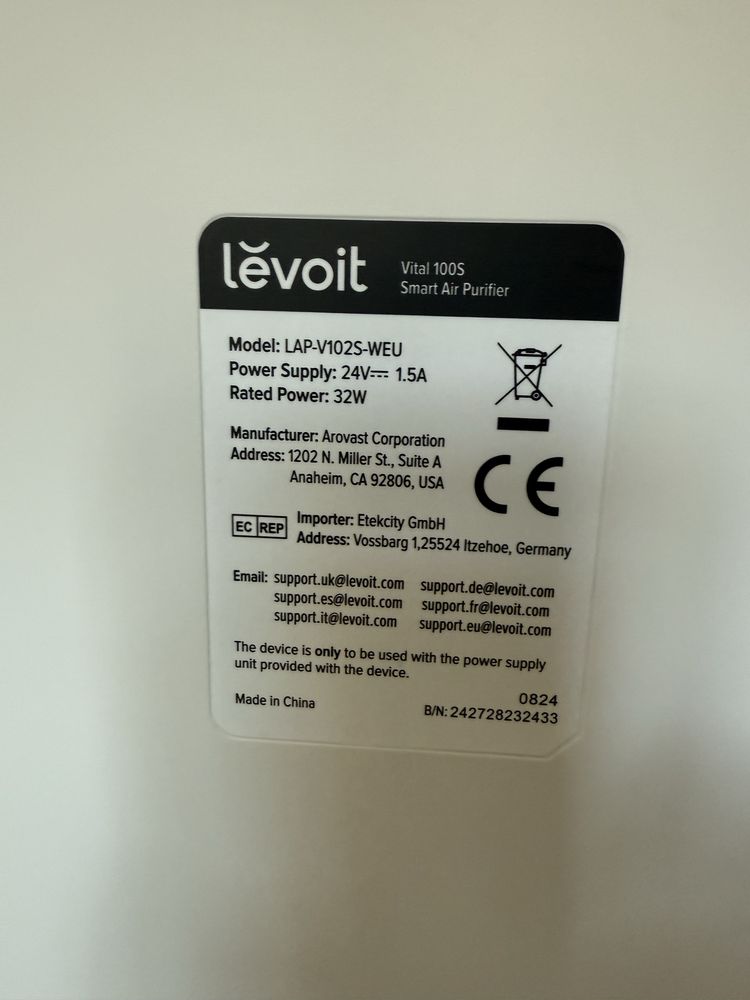 lĕvoit
Vital 100S
Smart Air Purifier
Model: LAP-V102S-WEU
Power Supply: 24V⎓ 1.5A
Rated Power: 32W
Manufacturer: Arovast Corporation
Address: 1202 N. Miller St., Suite A
Anaheim, CA 92806, USA
CE
EC REP
Importer: Etekcity GmbH
Address: Vossbarg 1,25524 Itzehoe, Germany
Email: support.uk@levoit.com support.de@levoit.com
support.es@levoit.com support.fr@levoit.com
support.it@levoit.com support.eu@levoit.com
The device is only to be used with the power supply
unit provided with the device.
Made in China
0824
B/N: 242728232433